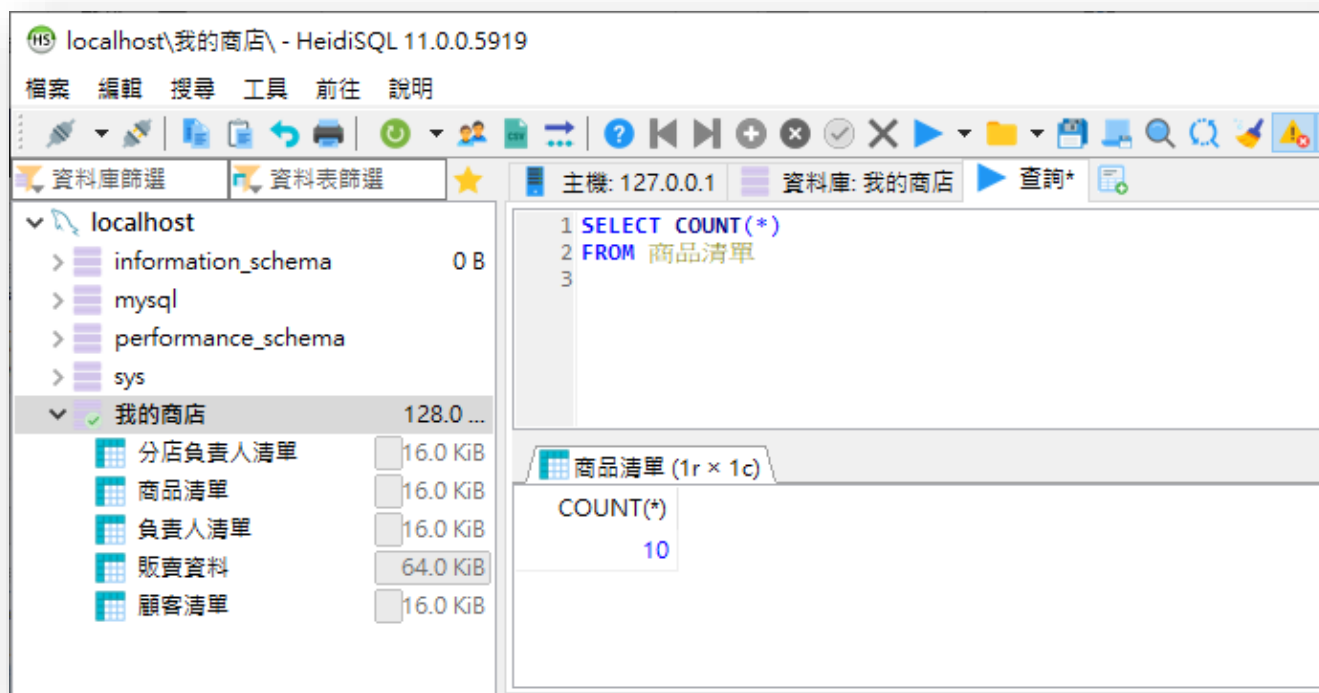 localhost\我的商店\ - HeidiSQL 11.0.0.5919
檔案 編輯 搜尋 工具 前往 說明
資料庫篩選 資料表篩選 主機: 127.0.0.1 資料庫: 我的商店 查詢*
localhost
information_schema 0 B
mysql
performance_schema
sys
我的商店 128.0 ...
分店負責人清單 16.0 KiB
商品清單 16.0 KiB
負責人清單 16.0 KiB
販賣資料 64.0 KiB
顧客清單 16.0 KiB
1 SELECT COUNT(*)
2 FROM 商品清單
3
商品清單 (1r × 1c)
COUNT(*)
10